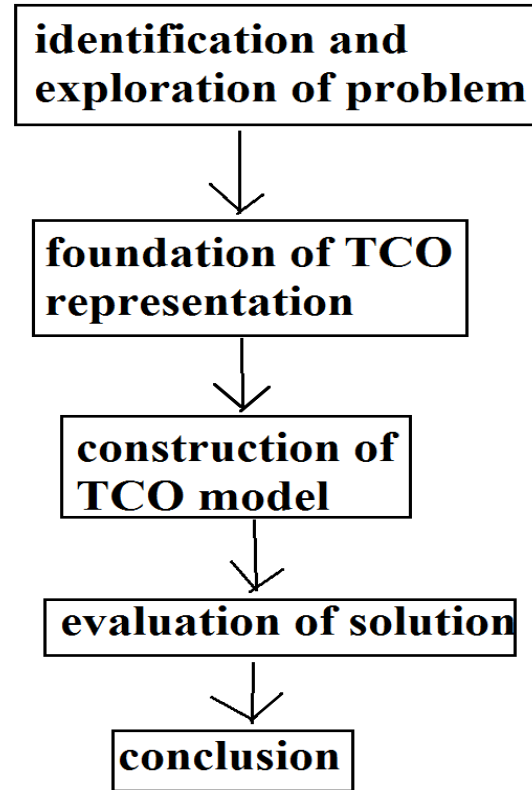 identification and
exploration of problem
foundation of TCO
representation
construction of
TCO model
evaluation of solution
conclusion